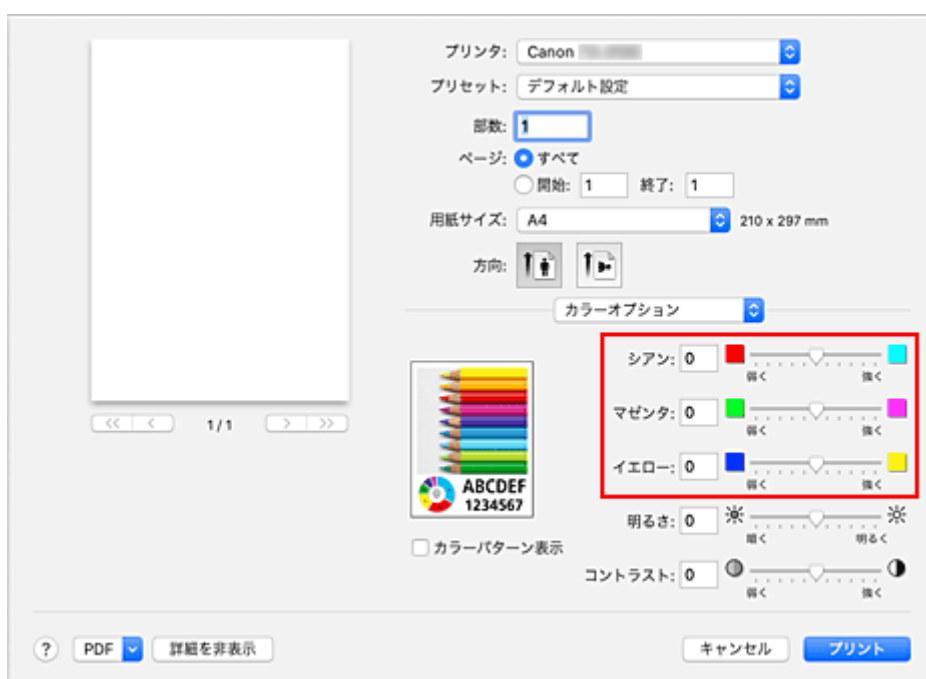 プリンタ: Canon
プリセット: デフォルト設定
部数: 1
ページ: すべて
開始: 1 終了: 1
用紙サイズ: A4 210 x 297 mm
方向:
カラーオプション
シアン: 0
弱く 強く
マゼンタ: 0
弱く 強く
イエロー: 0
弱く 強く
明るさ: 0
暗く 明るく
コントラスト: 0
弱く 強く
<< < 1 / 1 > >>
ABCDEF
1234567
カラーパターン表示
? PDF 詳細を非表示 キャンセル プリント